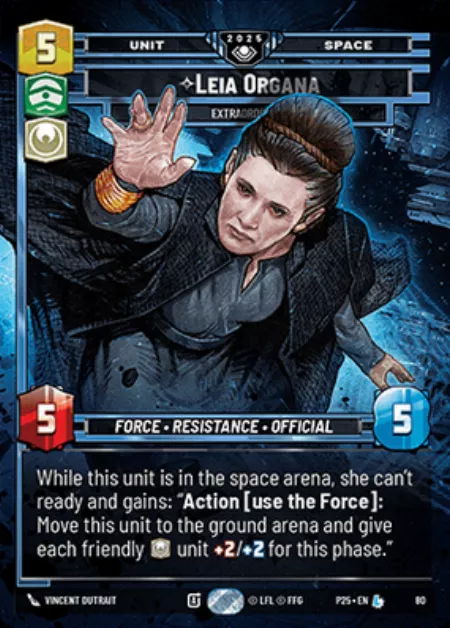 5
UNIT
2025
SPACE
LEIA ORGANA
5
FORCE • RESISTANCE • OFFICIAL
5
While this unit is in the space arena, she can't
ready and gains: "Action [use the Force]:
Move this unit to the ground arena and give
each friendly unit +2/+2 for this phase."
VINCENT DUTRAIT
© LFL © FFG
P25 • EN
80